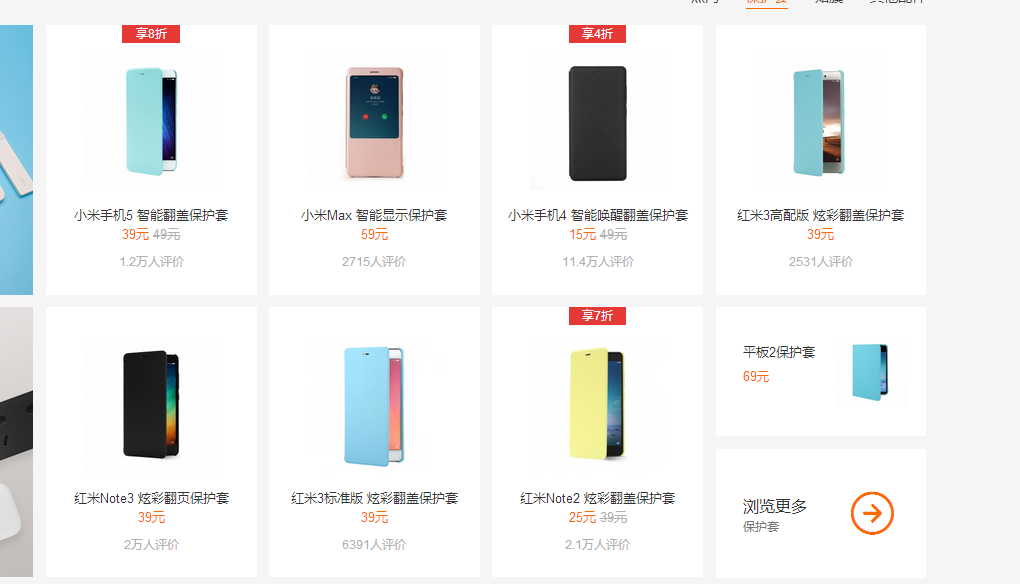 热门 保护套 贴膜 其他配件
享8折
小米手机5 智能翻盖保护套
39元 49元
1.2万人评价
小米Max 智能显示保护套
59元
2715人评价
享4折
小米手机4 智能唤醒翻盖保护套
15元 49元
11.4万人评价
红米3高配版 炫彩翻盖保护套
39元
2531人评价
红米Note3 炫彩翻页保护套
39元
2万人评价
红米3标准版 炫彩翻盖保护套
39元
6391人评价
享7折
红米Note2 炫彩翻盖保护套
25元 39元
2.1万人评价
平板2保护套
69元
浏览更多
保护套